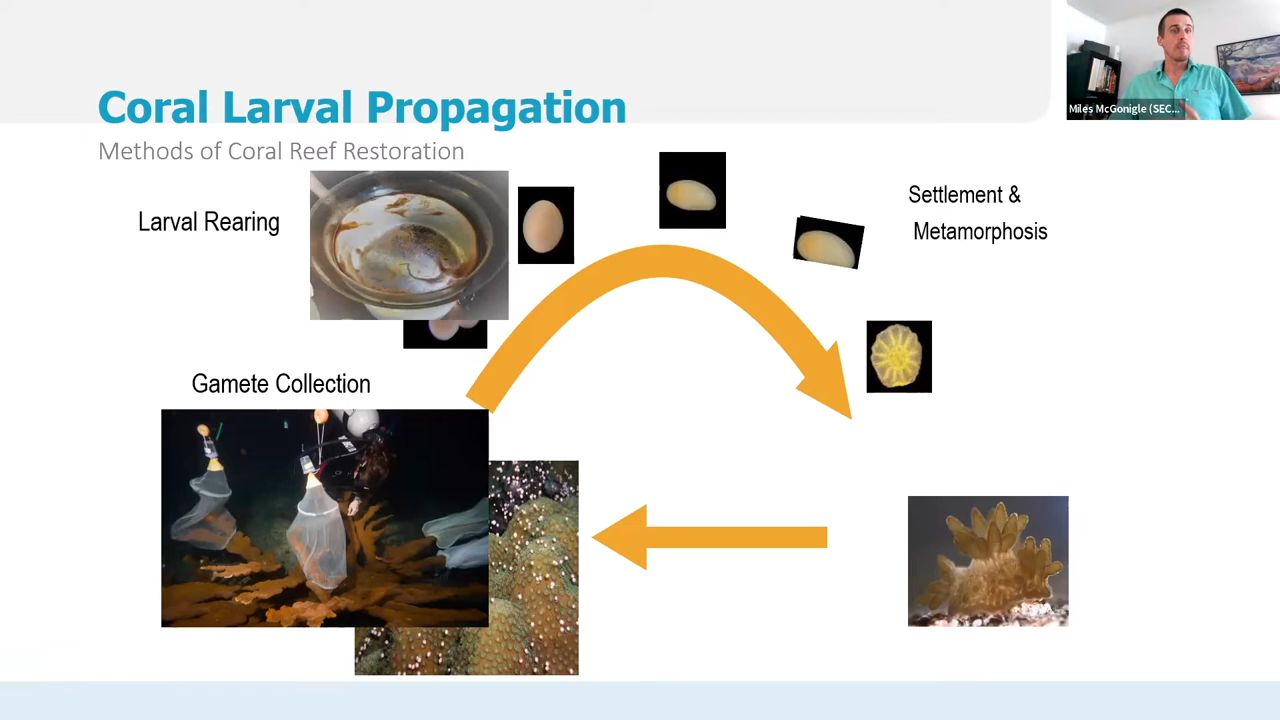 Coral Larval Propagation
Methods of Coral Reef Restoration
Miles McGonigle (SEC...
Larval Rearing
Settlement &
Metamorphosis
Gamete Collection